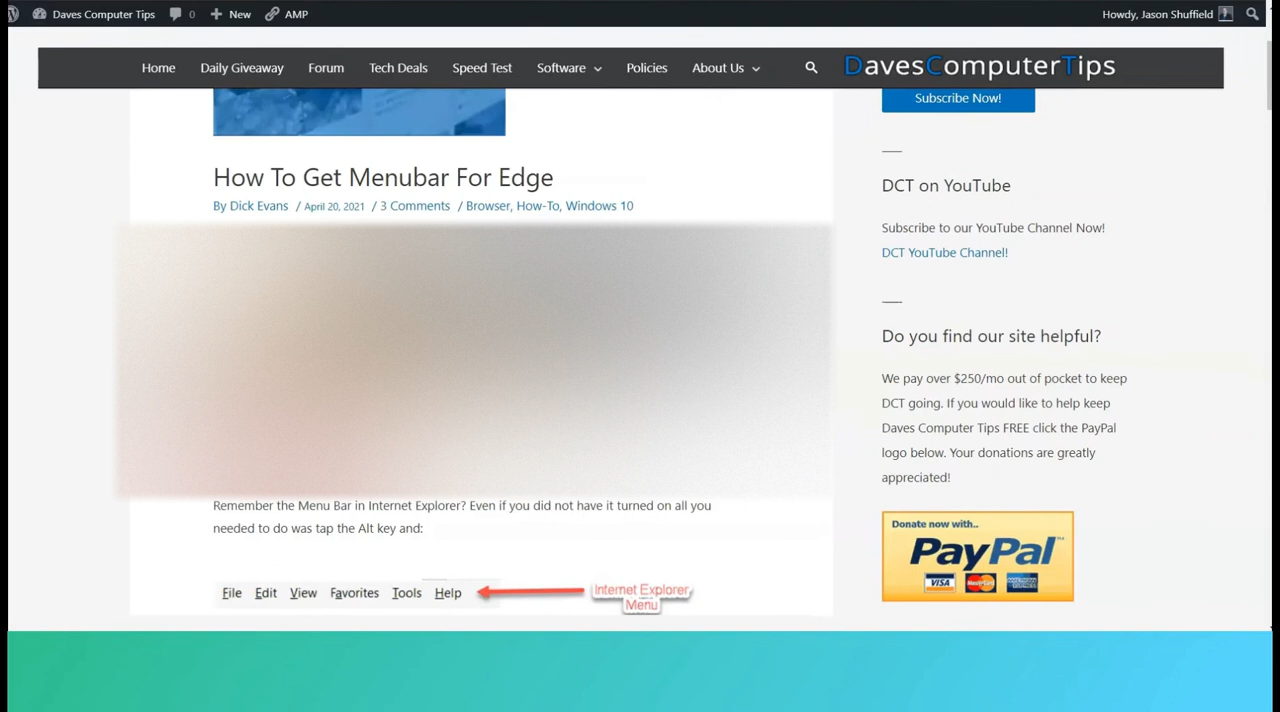 Daves Computer Tips 0 New AMP Howdy, Jason Shuffield
Home Daily Giveaway Forum Tech Deals Speed Test Software Policies About Us DavesComputerTips
Subscribe Now!
How To Get Menubar For Edge
By Dick Evans / April 20, 2021 / 3 Comments / Browser, How-To, Windows 10
Remember the Menu Bar in Internet Explorer? Even if you did not have it turned on all you
needed to do was tap the Alt key and:
File Edit View Favorites Tools Help
Internet Explorer
Menu
DCT on YouTube
Subscribe to our YouTube Channel Now!
DCT YouTube Channel!
Do you find our site helpful?
We pay over $250/mo out of pocket to keep
DCT going. If you would like to help keep
Daves Computer Tips FREE click the PayPal
logo below. Your donations are greatly
appreciated!
Donate now with..
PayPal
VISA MasterCard